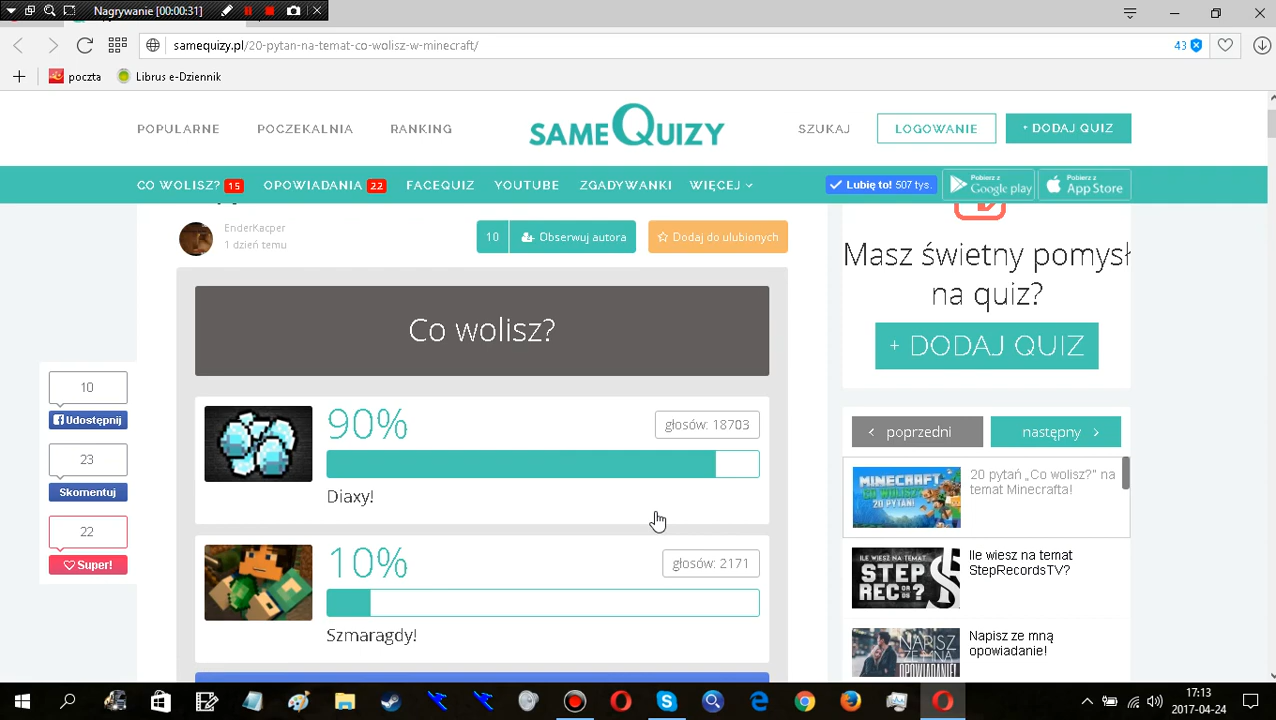 Nagrywanie [00:00:31]
samequizy.pl/20-pytan-na-temat-co-wolisz-w-minecraft/
43
poczta
Librus e-Dziennik
POPULARNE
POCZEKALNIA
RANKING
SAMEQUIZY
SZUKAJ
LOGOWANIE
+ DODAJ QUIZ
CO WOLISZ? 15
OPOWIADANIA 22
FACEQUIZ
YOUTUBE
ZGADYWANKI
WIĘCEJ
Lubię to! 507 tys.
Pobierz z
Google play
Pobierz z
App Store
EnderKacper
1 dzień temu
10
Obserwuj autora
Dodaj do ulubionych
Masz świetny pomysł
na quiz?
+ DODAJ QUIZ
Co wolisz?
90%
głosów: 18703
Diaxy!
10%
głosów: 2171
Szmaragdy!
10
Udostępnij
23
Skomentuj
22
Super!
< poprzedni
następny >
MINECRAFT
CO WOLISZ?
20 PYTAŃ!
20 pytań „Co wolisz?" na
temat Minecrafta!
ILE WIESZ NA TEMAT
STEP
REC
OR
DS
?
Ile wiesz na temat
StepRecordsTV?
NAPISZ
ZE MNĄ
OPOWIADANIE!
Napisz ze mną
opowiadanie!
17:13
2017-04-24